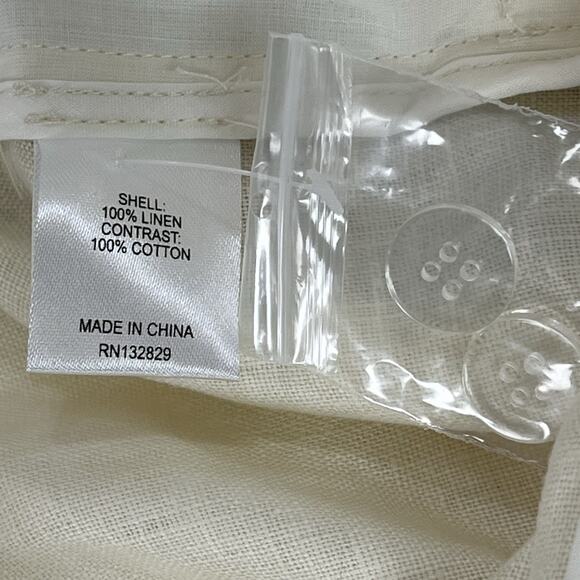 SHELL:
100% LINEN
CONTRAST:
100% COTTON
MADE IN CHINA
RN132829